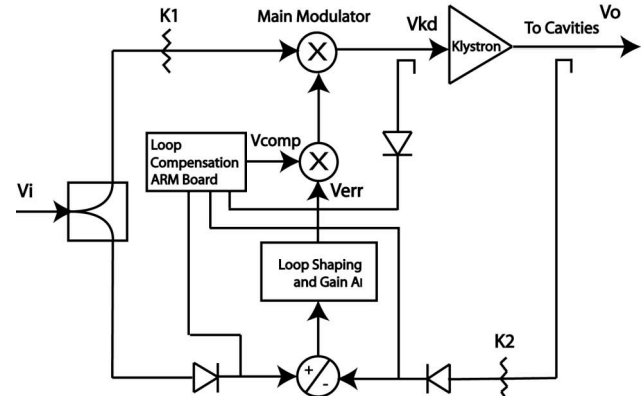 K1
Main Modulator
Vkd
Klystron
To Cavities
Vo
X
Loop
Compensation
ARM Board
Vcomp
X
Vi
Verr
Loop Shaping
and Gain Aı
K2
+
-